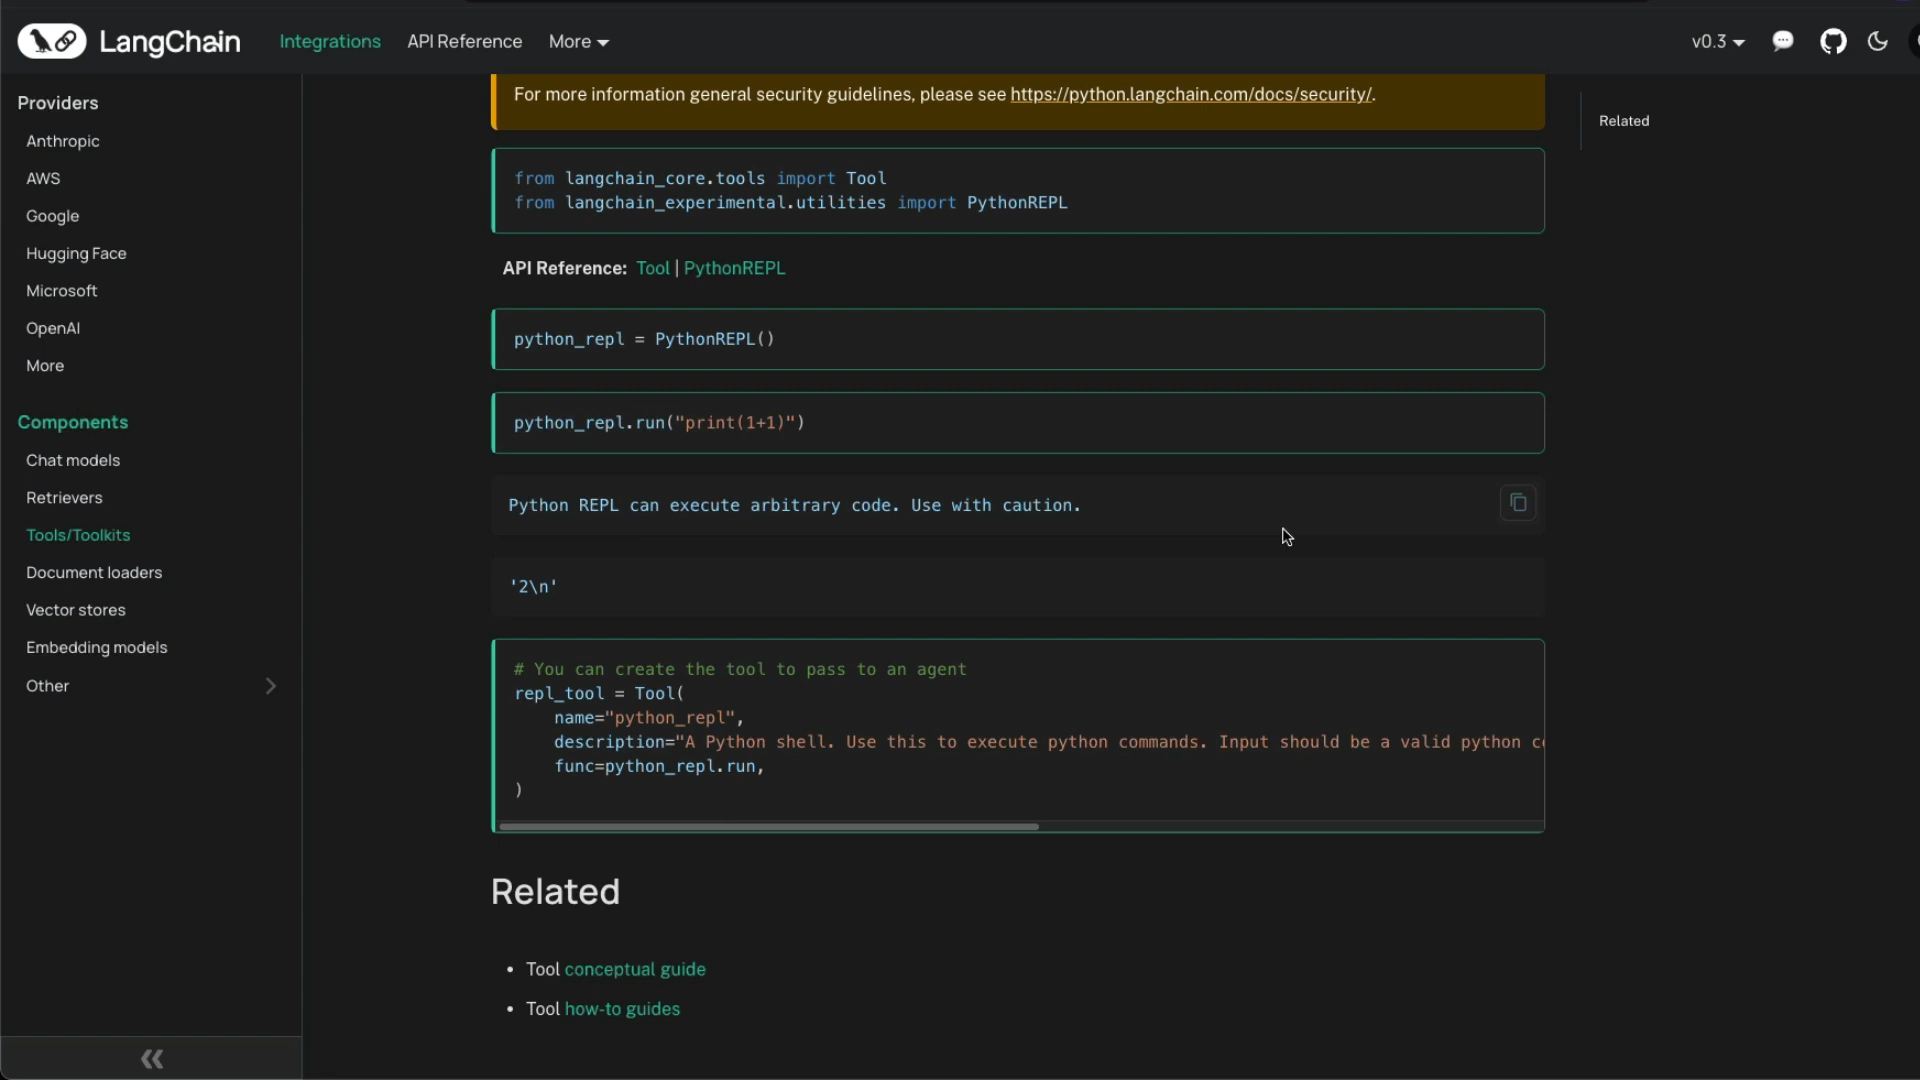 LangChain
Integrations
API Reference
More
v0.3
Providers
Anthropic
AWS
Google
Hugging Face
Microsoft
OpenAI
More
Components
Chat models
Retrievers
Tools/Toolkits
Document loaders
Vector stores
Embedding models
Other
For more information general security guidelines, please see https://python.langchain.com/docs/security/.
from langchain_core.tools import Tool
from langchain_experimental.utilities import PythonREPL
API Reference: Tool | PythonREPL
python_repl = PythonREPL()
python_repl.run("print(1+1)")
Python REPL can execute arbitrary code. Use with caution.
'2\n'
# You can create the tool to pass to an agent
repl_tool = Tool(
    name="python_repl",
    description="A Python shell. Use this to execute python commands. Input should be a valid python
    func=python_repl.run,
)
Related
• Tool conceptual guide
• Tool how-to guides
Related